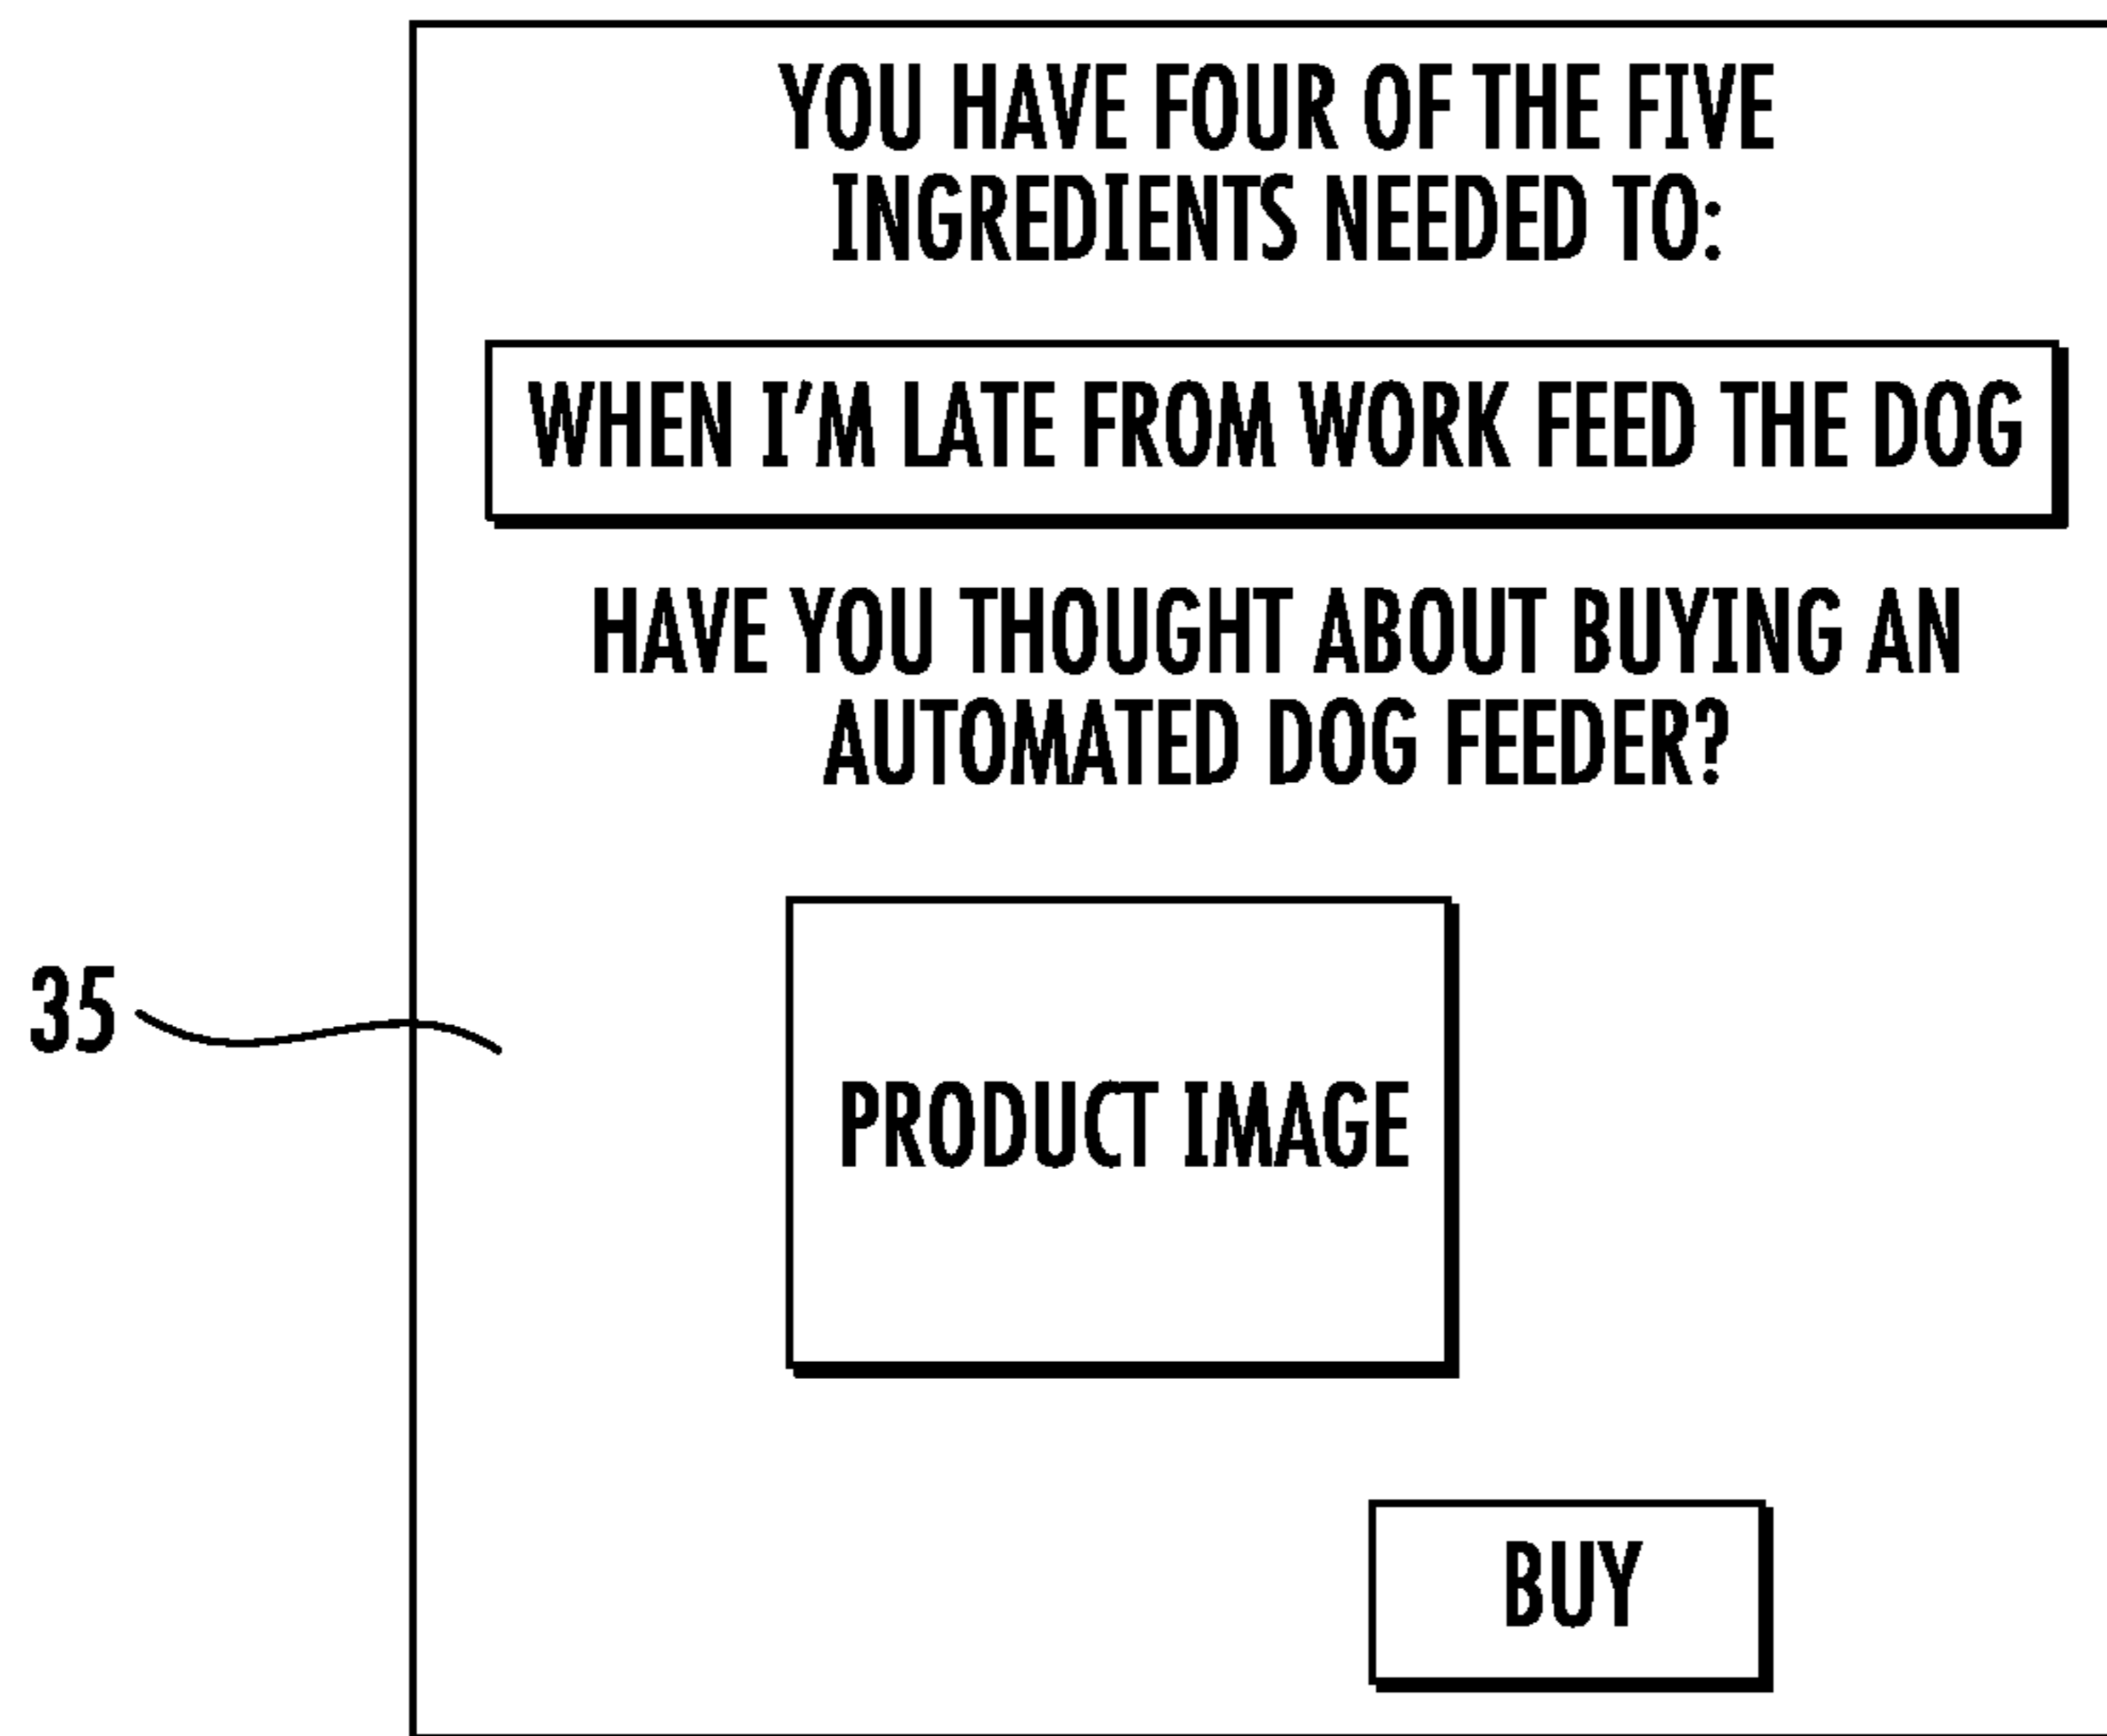 YOU HAVE FOUR OF THE FIVE
INGREDIENTS NEEDED TO:
WHEN I'M LATE FROM WORK FEED THE DOG
HAVE YOU THOUGHT ABOUT BUYING AN
AUTOMATED DOG FEEDER?
35
PRODUCT IMAGE
BUY